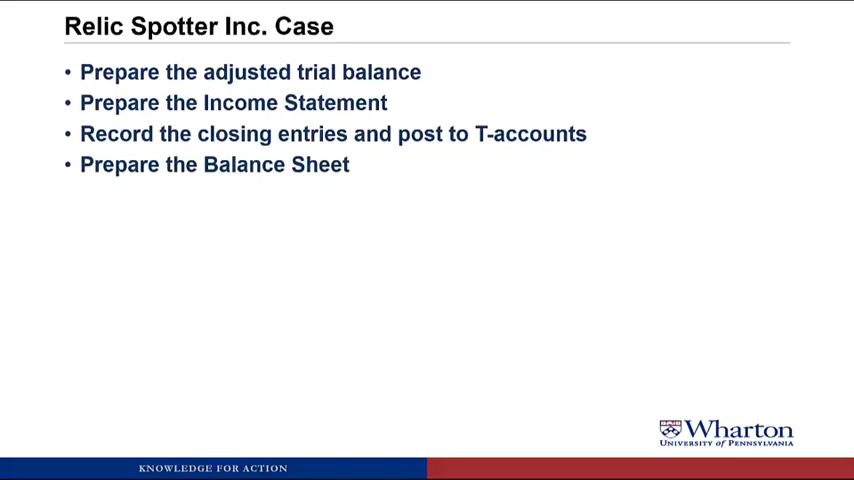 Relic Spotter Inc. Case
• Prepare the adjusted trial balance
• Prepare the Income Statement
• Record the closing entries and post to T-accounts
• Prepare the Balance Sheet
Wharton
UNIVERSITY of PENNSYLVANIA
KNOWLEDGE FOR ACTION